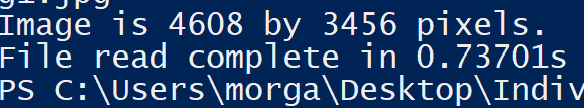 Image is 4608 by 3456 pixels.
File read complete in 0.73701s
PS C:\Users\morga\Desktop\Indiv